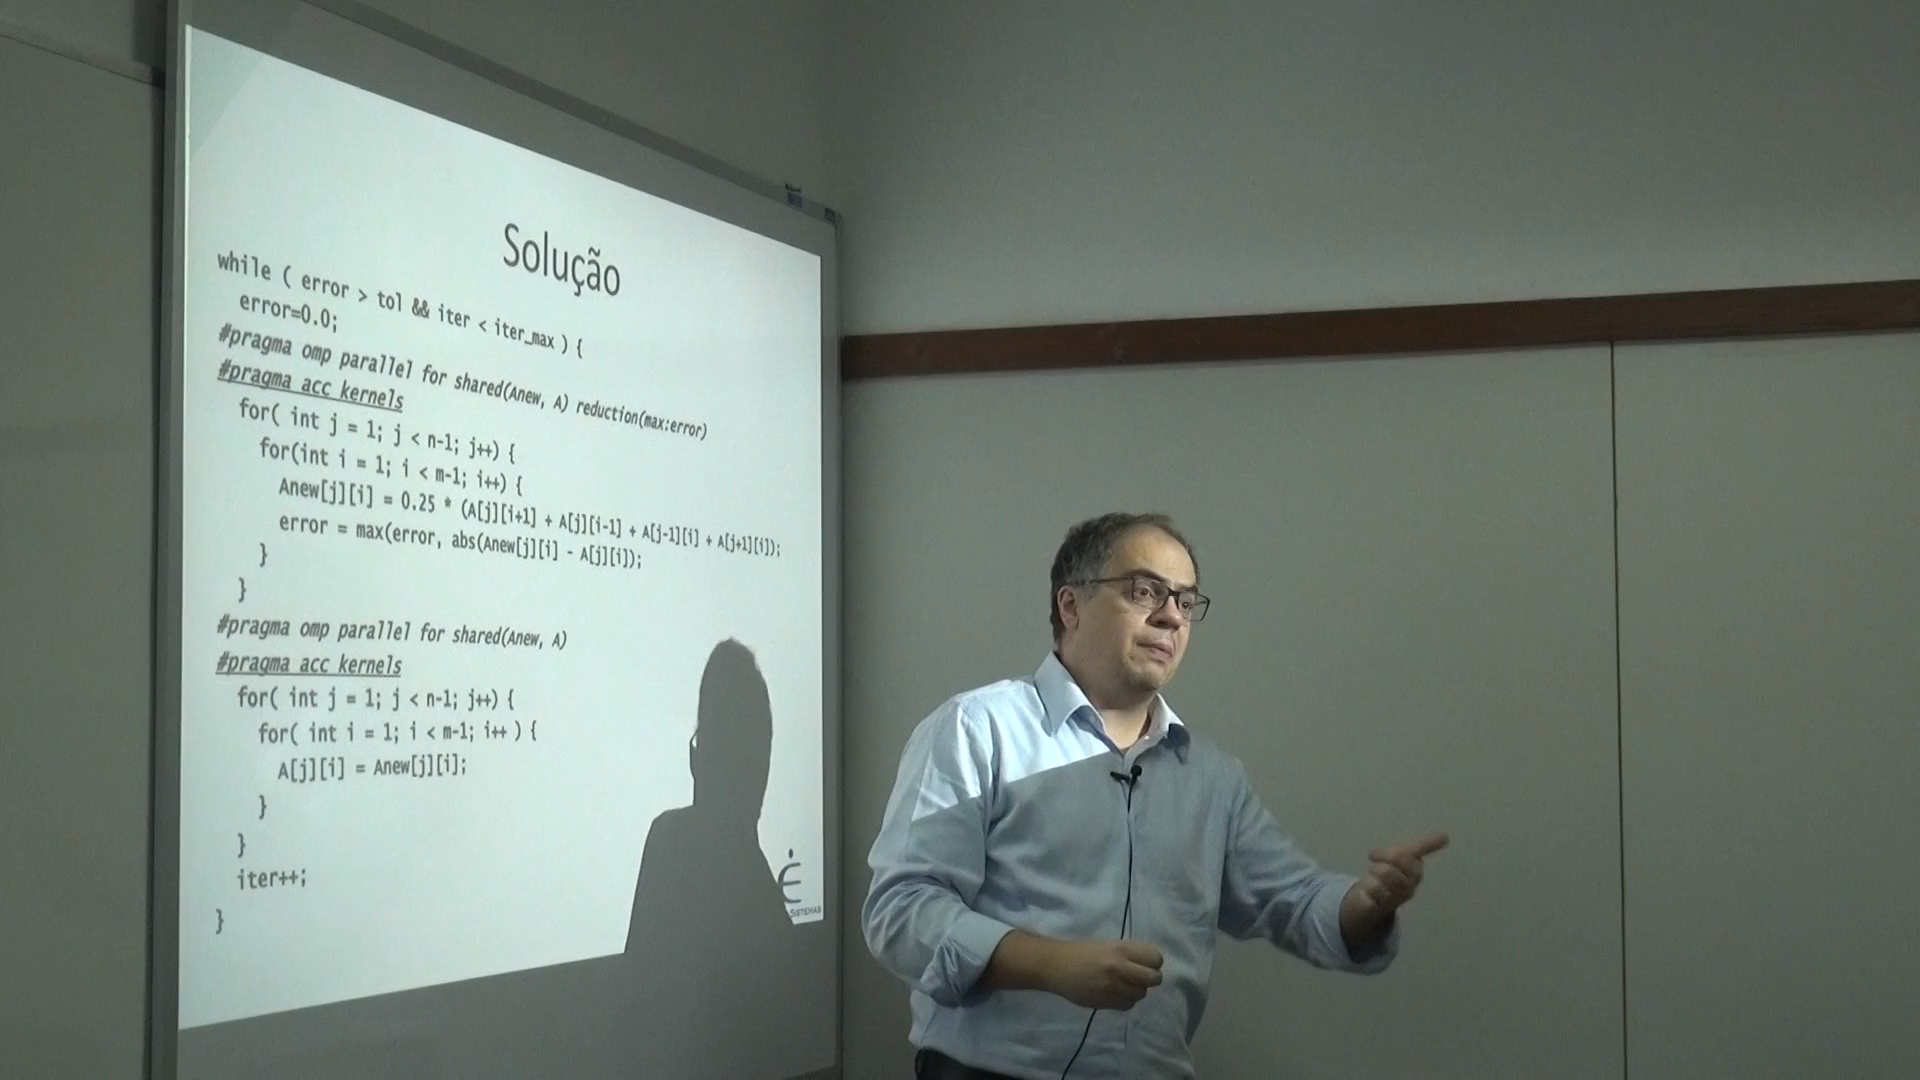 Solução
while ( error > tol && iter < iter_max ) {
error=0.0;
#pragma omp parallel for shared(Anew, A) reduction(max:error)
#pragma acc kernels
for( int j = 1; j < n-1; j++) {
for(int i = 1; i < m-1; i++) {
Anew[j][i] = 0.25 * (A[j][i+1] + A[j][i-1] + A[j-1][i] + A[j+1][i]);
error = max(error, abs(Anew[j][i] - A[j][i]);
}
}
#pragma omp parallel for shared(Anew, A)
#pragma acc kernels
for( int j = 1; j < n-1; j++) {
for( int i = 1; i < m-1; i++ ) {
A[j][i] = Anew[j][i];
}
}
iter++;
}
SISTEMAS